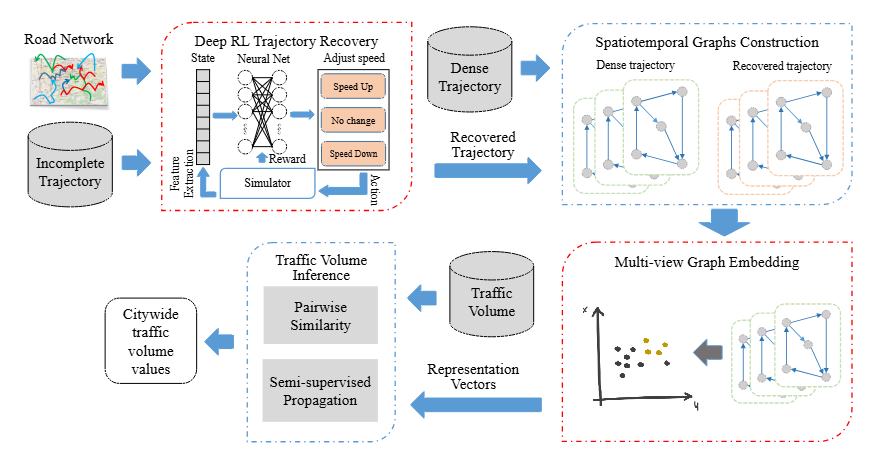 Road Network
Incomplete
Trajectory
Deep RL Trajectory Recovery
State
Neural Net
Adjust speed
Speed Up
No change
Speed Down
Reward
Simulator
Feature
Extraction
Action
Dense
Trajectory
Recovered
Trajectory
Spatiotemporal Graphs Construction
Dense trajectory
Recovered trajectory
Multi-view Graph Embedding
x
y
Traffic
Volume
Representation
Vectors
Traffic Volume
Inference
Pairwise
Similarity
Semi-supervised
Propagation
Citywide
traffic
volume
values